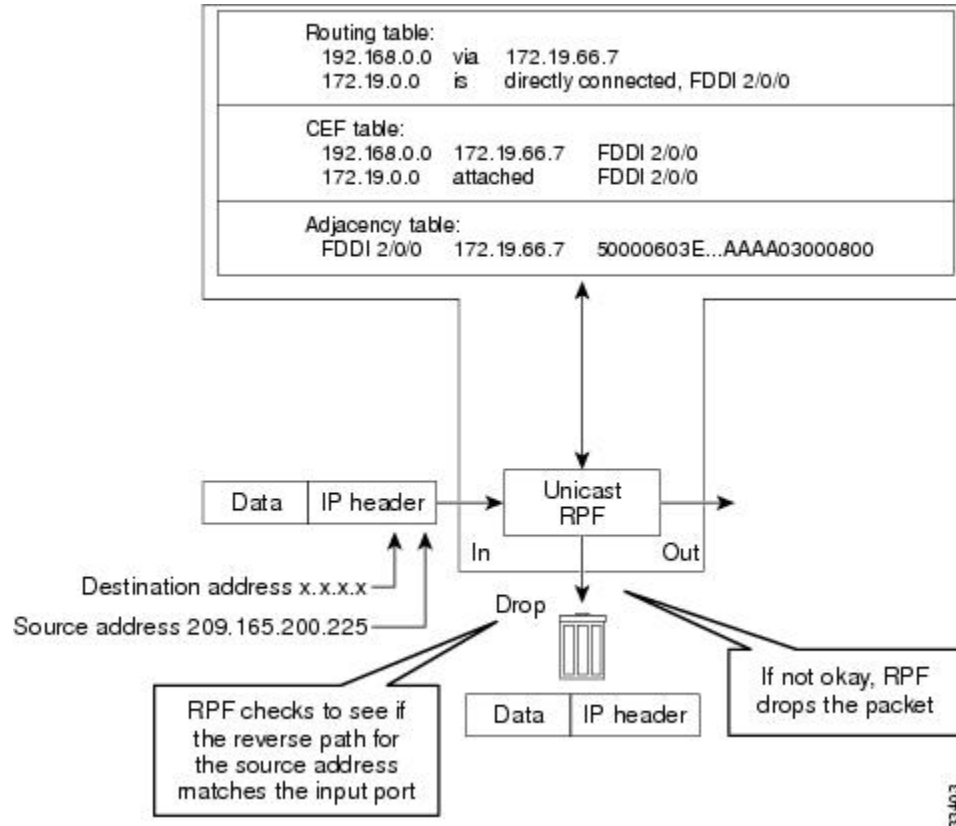 Routing table:
192.168.0.0 via 172.19.66.7
172.19.0.0 is directly connected, FDDI 2/0/0
CEF table:
192.168.0.0 172.19.66.7 FDDI 2/0/0
172.19.0.0 attached FDDI 2/0/0
Adjacency table:
FDDI 2/0/0 172.19.66.7 50000603E...AAAA03000800
Data
IP header
Unicast
RPF
In
Out
Destination address x.x.x.x
Source address 209.165.200.225
Drop
RPF checks to see if
the reverse path for
the source address
matches the input port
Data
IP header
If not okay, RPF
drops the packet
33403